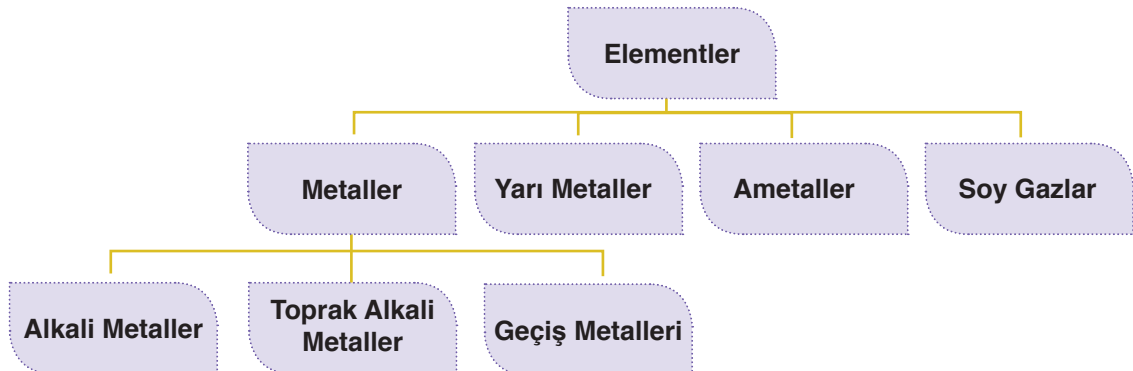 Elementler
Metaller
Yarı Metaller
Ametaller
Soy Gazlar
Alkali Metaller
Toprak Alkali
Metaller
Geçiş Metalleri